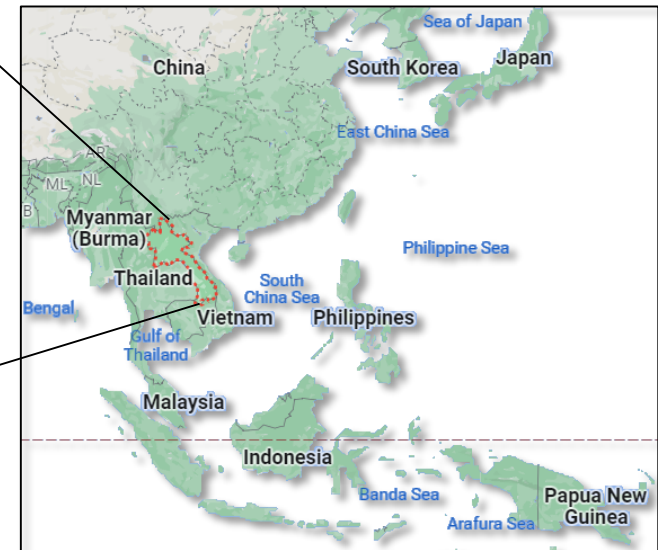 Sea of Japan
China
South Korea
Japan
East China Sea
AR
ML
NL
B
Myanmar
(Burma)
Philippine Sea
Thailand
South
China Sea
Bengal
Vietnam
Philippines
Gulf of
Thailand
Malaysia
Indonesia
Banda Sea
Papua New
Guinea
Arafura Sea